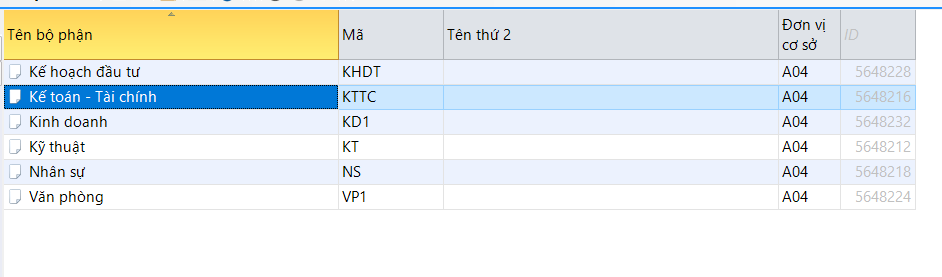 Tên bộ phận Mã Tên thứ 2 Đơn vị cơ sở ID
Kế hoạch đầu tư KHDT A04 5648228
Kế toán - Tài chính KTTC A04 5648216
Kinh doanh KD1 A04 5648232
Kỹ thuật KT A04 5648212
Nhân sự NS A04 5648218
Văn phòng VP1 A04 5648224